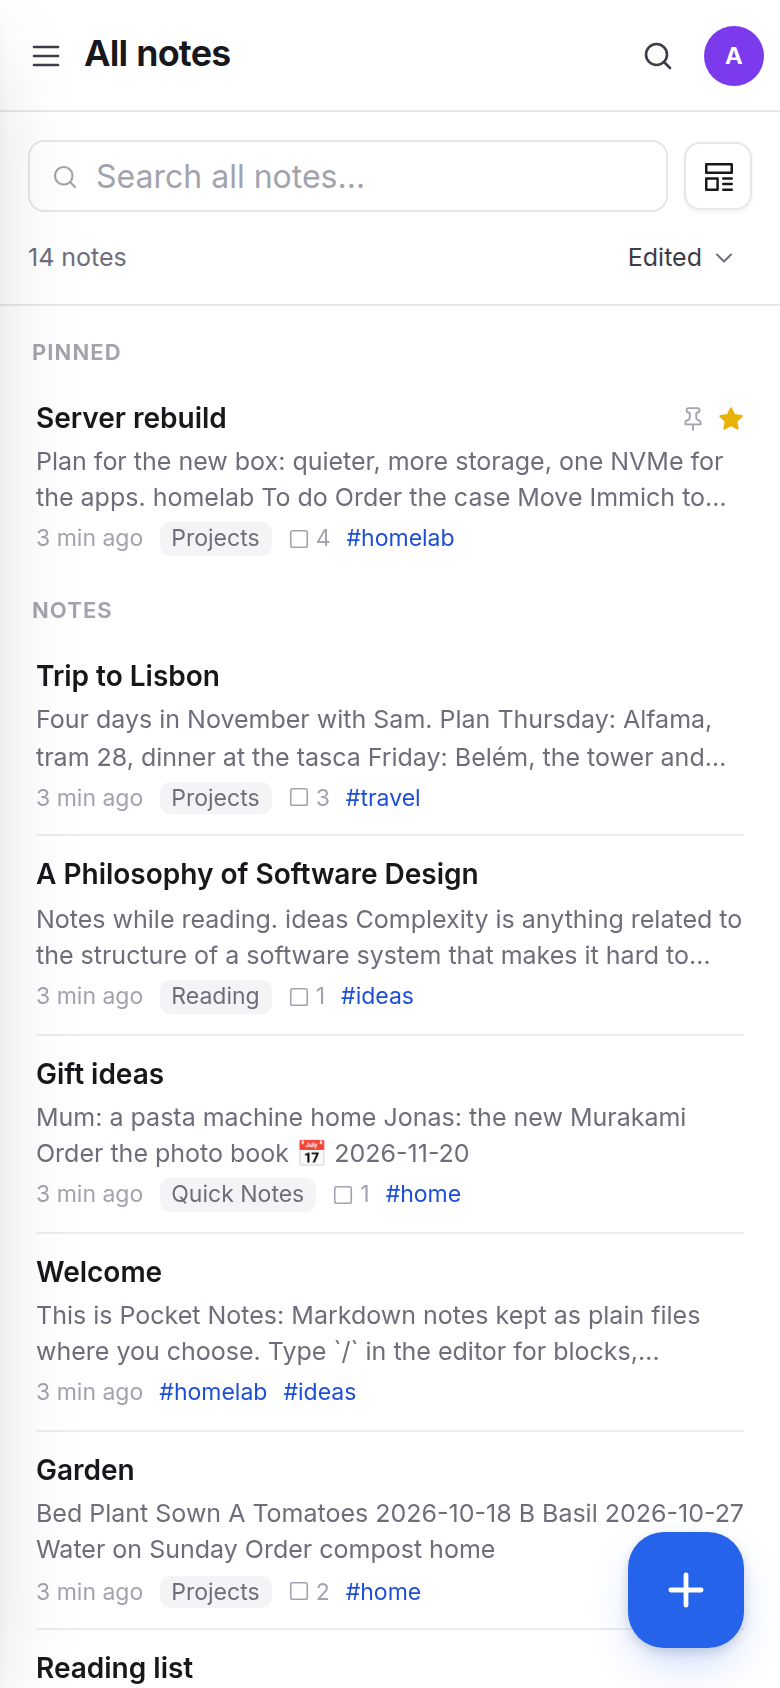 All notes
A
Search all notes...
14 notes
Edited
PINNED
Server rebuild
Plan for the new box: quieter, more storage, one NVMe for
the apps. homelab To do Order the case Move Immich to...
3 min ago Projects 4 #homelab
NOTES
Trip to Lisbon
Four days in November with Sam. Plan Thursday: Alfama,
tram 28, dinner at the tasca Friday: Belém, the tower and...
3 min ago Projects 3 #travel
A Philosophy of Software Design
Notes while reading. ideas Complexity is anything related to
the structure of a software system that makes it hard to...
3 min ago Reading 1 #ideas
Gift ideas
Mum: a pasta machine home Jonas: the new Murakami
Order the photo book 📅 2026-11-20
3 min ago Quick Notes 1 #home
Welcome
This is Pocket Notes: Markdown notes kept as plain files
where you choose. Type `/` in the editor for blocks,...
3 min ago #homelab #ideas
Garden
Bed Plant Sown A Tomatoes 2026-10-18 B Basil 2026-10-27
Water on Sunday Order compost home
3 min ago Projects 2 #home
Reading list